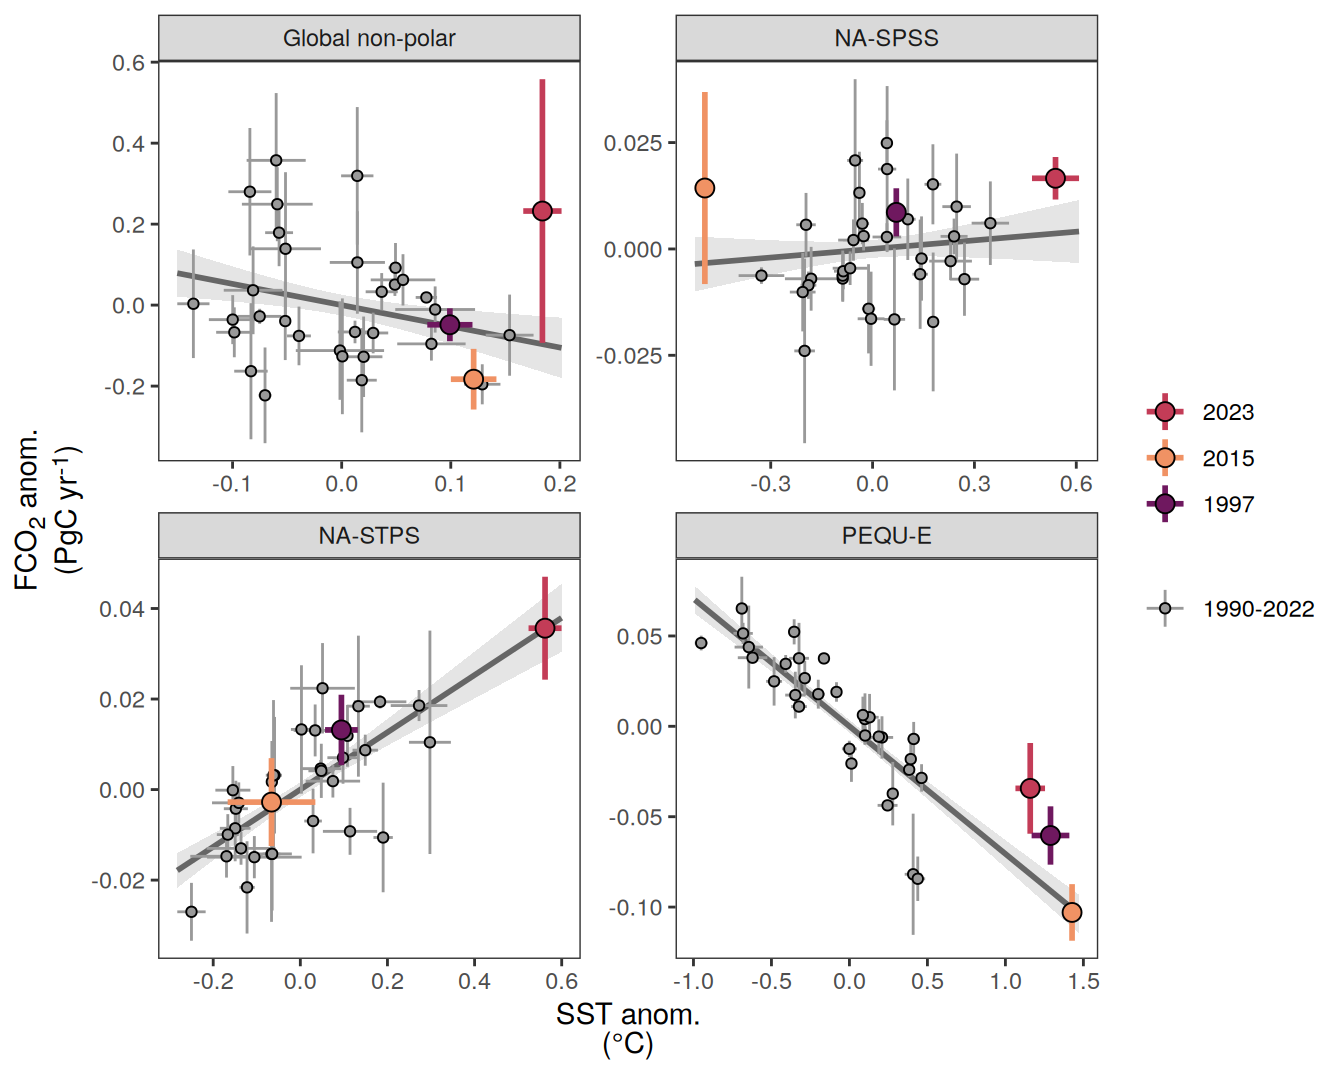 Global non-polar
NA-SPSS
0.6
0.4
0.2
0.0
-0.2
0.025
0.000
-0.025
-0.1 0.0 0.1 0.2
-0.3 0.0 0.3 0.6
NA-STPS
PEQU-E
0.04
0.02
0.00
-0.02
0.05
0.00
-0.05
-0.10
-0.2 0.0 0.2 0.4 0.6
-1.0 -0.5 0.0 0.5 1.0 1.5
FCO₂ anom.
(PgC yr⁻¹)
SST anom.
(°C)
2023
2015
1997
1990-2022